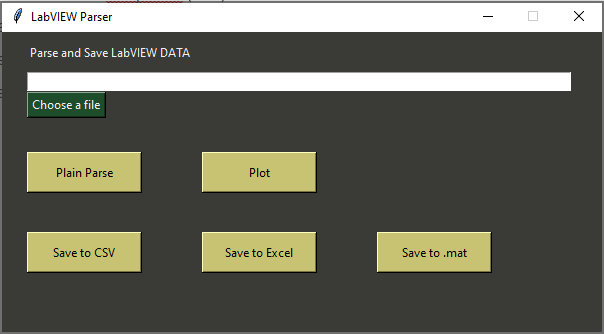 LabVIEW Parser
Parse and Save LabVIEW DATA
Choose a file
Plain Parse
Plot
Save to CSV
Save to Excel
Save to .mat